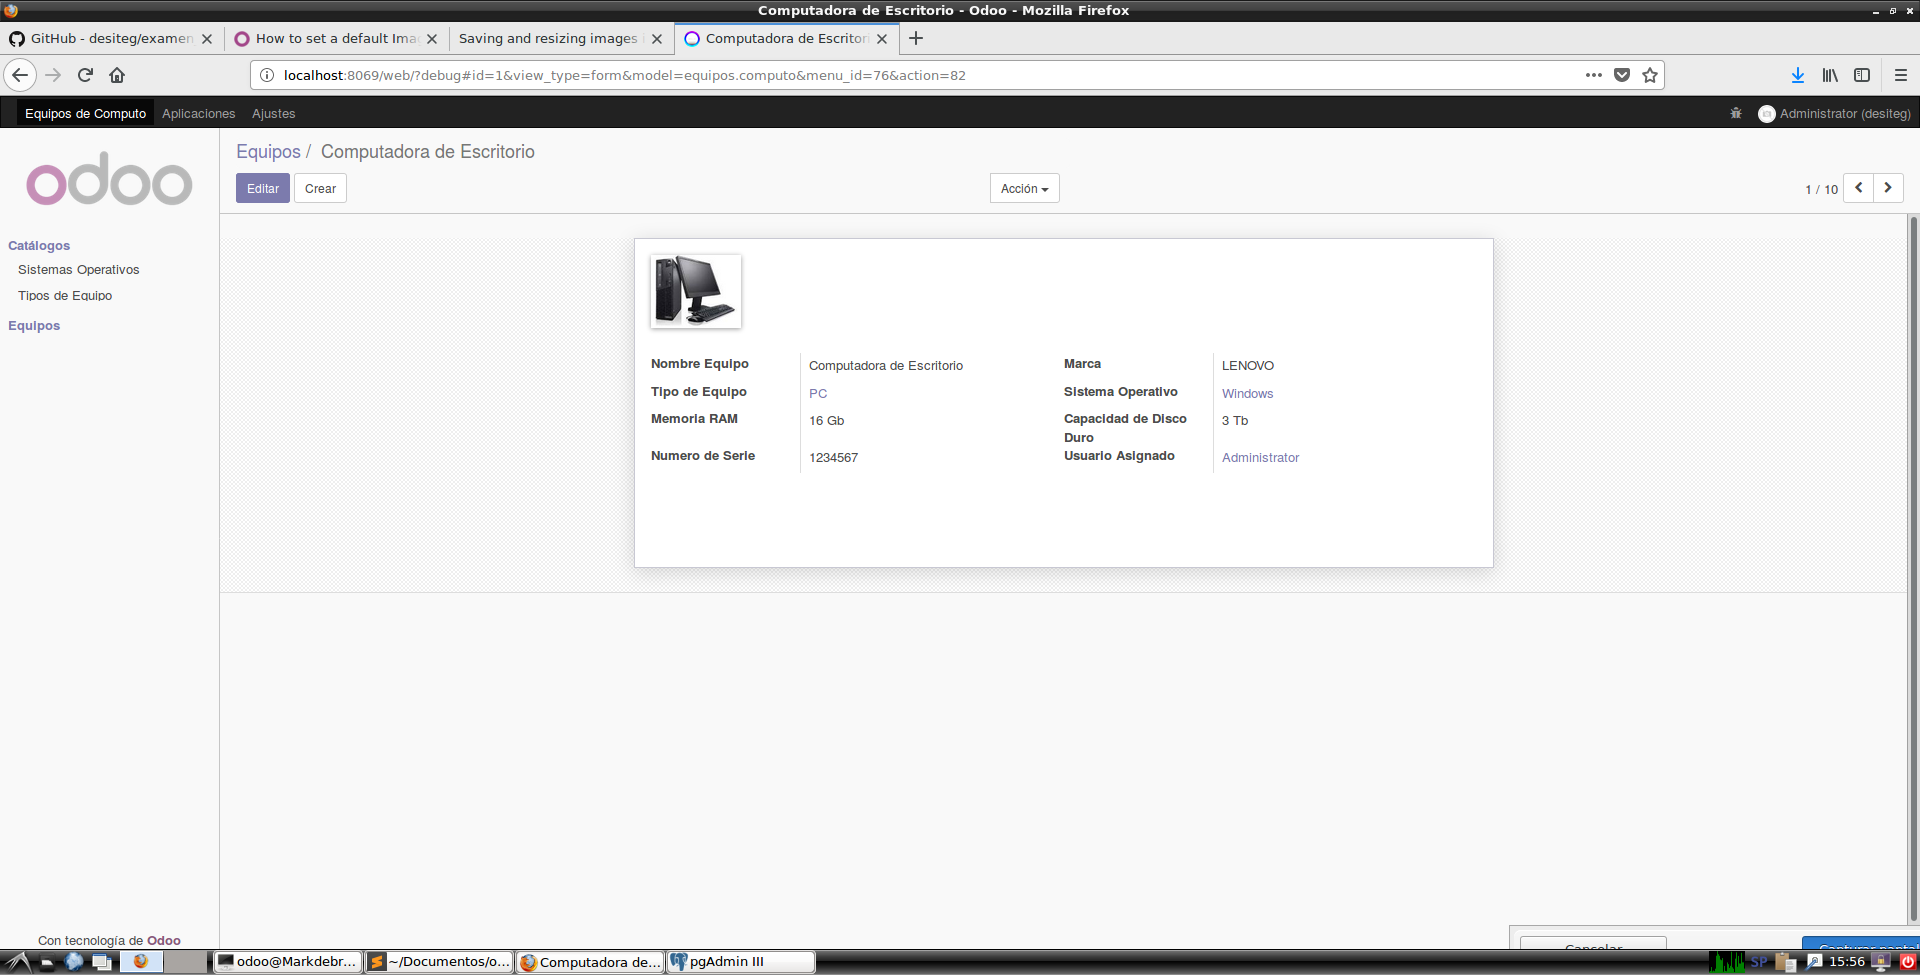 Computadora de Escritorio - Odoo - Mozilla Firefox
GitHub - desiteg/examen
How to set a default Ima
Saving and resizing images
Computadora de Escritor
localhost:8069/web/?debug#id=1&view_type=form&model=equipos.computo&menu_id=76&action=82
Equipos de Computo Aplicaciones Ajustes
Administrator (desiteg)
odoo
Equipos / Computadora de Escritorio
Editar Crear
Acción
1 / 10
Catálogos
Sistemas Operativos
Tipos de Equipo
Equipos
Nombre Equipo Computadora de Escritorio Marca LENOVO
Tipo de Equipo PC Sistema Operativo Windows
Memoria RAM 16 Gb Capacidad de Disco Duro 3 Tb
Numero de Serie 1234567 Usuario Asignado Administrator
Con tecnología de Odoo
Cancelar
Capturar pantal
odoo@Markdebr... ~/Documentos/o... Computadora de... pgAdmin III
SP 15:56